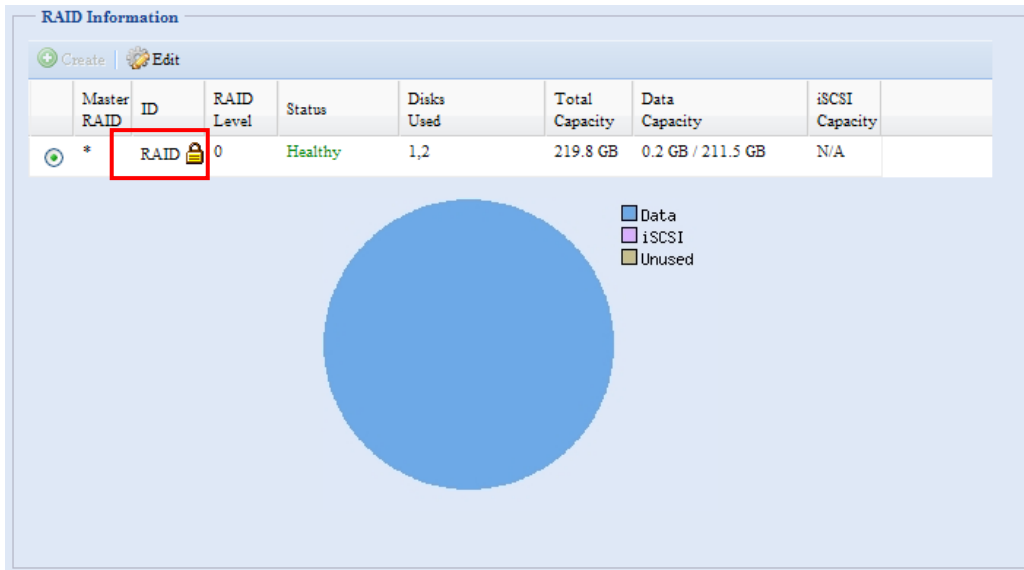 RAID Information
Create Edit
Master RAID ID RAID Level Status Disks Used Total Capacity Data Capacity iSCSI Capacity
* RAID 0 Healthy 1,2 219.8 GB 0.2 GB / 211.5 GB N/A
Data
iSCSI
Unused